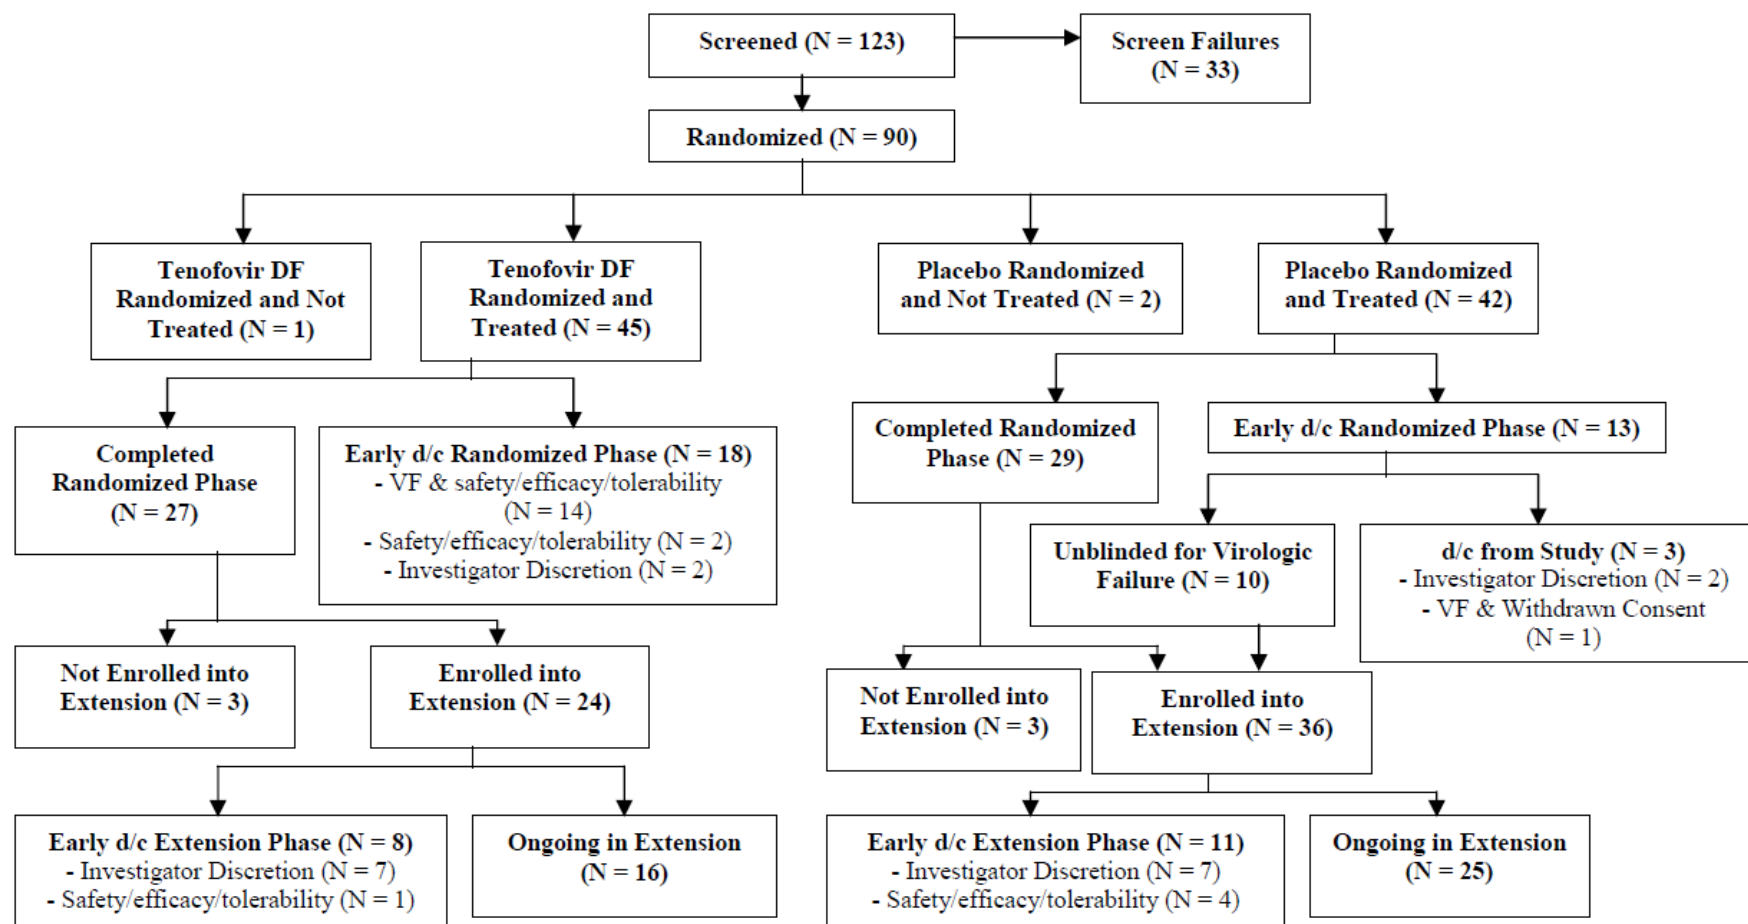 Screened (N = 123)
Screen Failures
(N = 33)
Randomized (N = 90)
Tenofovir DF
Randomized and Not
Treated (N = 1)
Tenofovir DF
Randomized and
Treated (N = 45)
Placebo Randomized
and Not Treated (N = 2)
Placebo Randomized
and Treated (N = 42)
Completed
Randomized Phase
(N = 27)
Early d/c Randomized Phase (N = 18)
- VF & safety/efficacy/tolerability
(N = 14)
- Safety/efficacy/tolerability (N = 2)
- Investigator Discretion (N = 2)
Completed Randomized
Phase (N = 29)
Early d/c Randomized Phase (N = 13)
Unblinded for Virologic
Failure (N = 10)
d/c from Study (N = 3)
- Investigator Discretion (N = 2)
- VF & Withdrawn Consent
(N = 1)
Not Enrolled into
Extension (N = 3)
Enrolled into
Extension (N = 24)
Not Enrolled into
Extension (N = 3)
Enrolled into
Extension (N = 36)
Early d/c Extension Phase (N = 8)
- Investigator Discretion (N = 7)
- Safety/efficacy/tolerability (N = 1)
Ongoing in Extension
(N = 16)
Early d/c Extension Phase (N = 11)
- Investigator Discretion (N = 7)
- Safety/efficacy/tolerability (N = 4)
Ongoing in Extension
(N = 25)